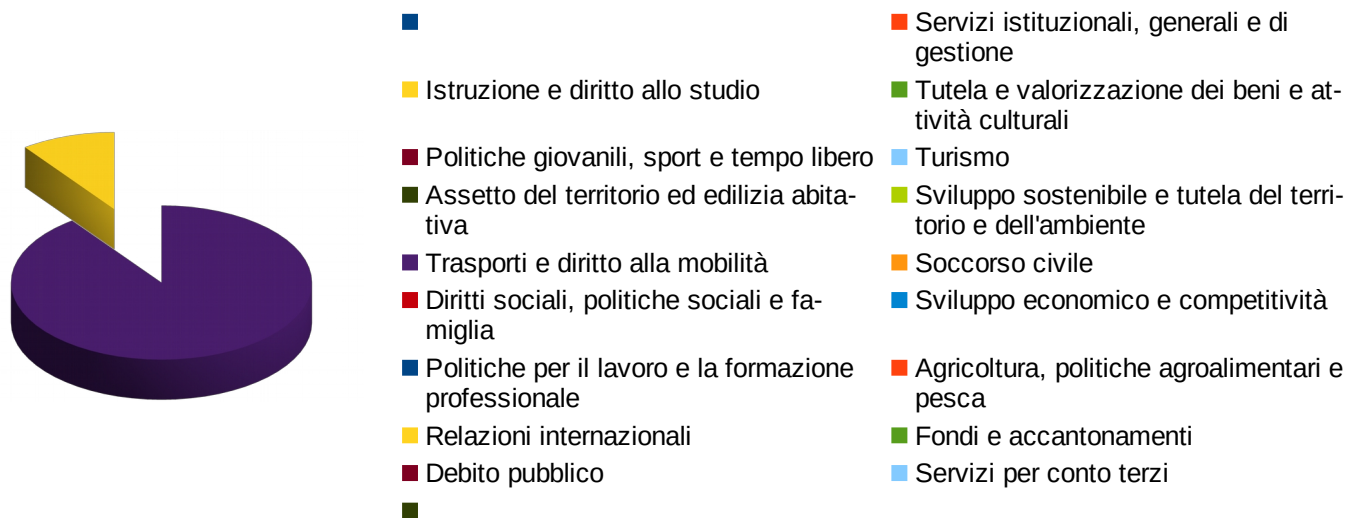 Servizi istituzionali, generali e di
gestione
Istruzione e diritto allo studio
Tutela e valorizzazione dei beni e at-
tività culturali
Politiche giovanili, sport e tempo libero
Turismo
Assetto del territorio ed edilizia abita-
tiva
Sviluppo sostenibile e tutela del terri-
torio e dell'ambiente
Trasporti e diritto alla mobilità
Soccorso civile
Diritti sociali, politiche sociali e fa-
miglia
Sviluppo economico e competitività
Politiche per il lavoro e la formazione
professionale
Agricoltura, politiche agroalimentari e
pesca
Relazioni internazionali
Fondi e accantonamenti
Debito pubblico
Servizi per conto terzi